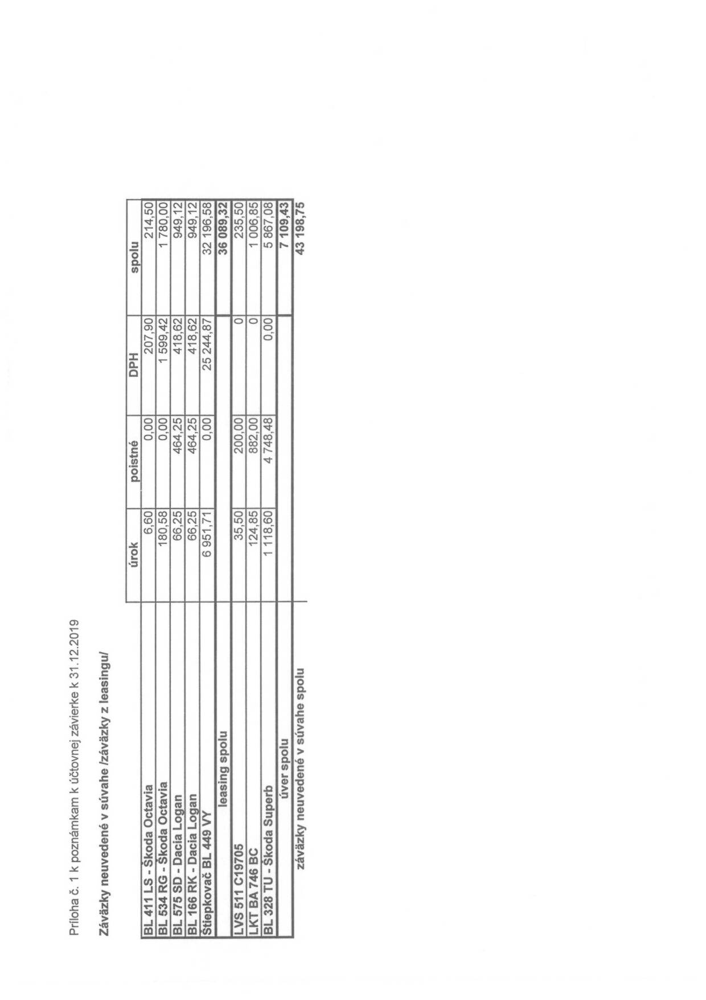 Príloha č. 1 k poznámkam k účtovnej závierke k 31.12.2019
Záväzky neuvedené v súvahe /záväzky z leasingu/
úrok poistné DPH spolu
BL 411 LS - Škoda Octavia 6,60 0,00 207,90 214,50
BL 534 RG - Škoda Octavia 180,58 0,00 1 599,42 1 780,00
BL 575 SD - Dacia Logan 66,25 464,25 418,62 949,12
BL 166 RK - Dacia Logan 66,25 464,25 418,62 949,12
Štiepkovač BL 449 VY 6 951,71 0,00 25 244,87 32 196,58
leasing spolu 36 089,32
LVS 511 C19705 35,50 200,00 0 235,50
LKT BA 746 BC 124,85 882,00 0 1 006,85
BL 328 TU - Škoda Superb 1 118,60 4 748,48 0,00 5 867,08
úver spolu 7 109,43
záväzky neuvedené v súvahe spolu 43 198,75